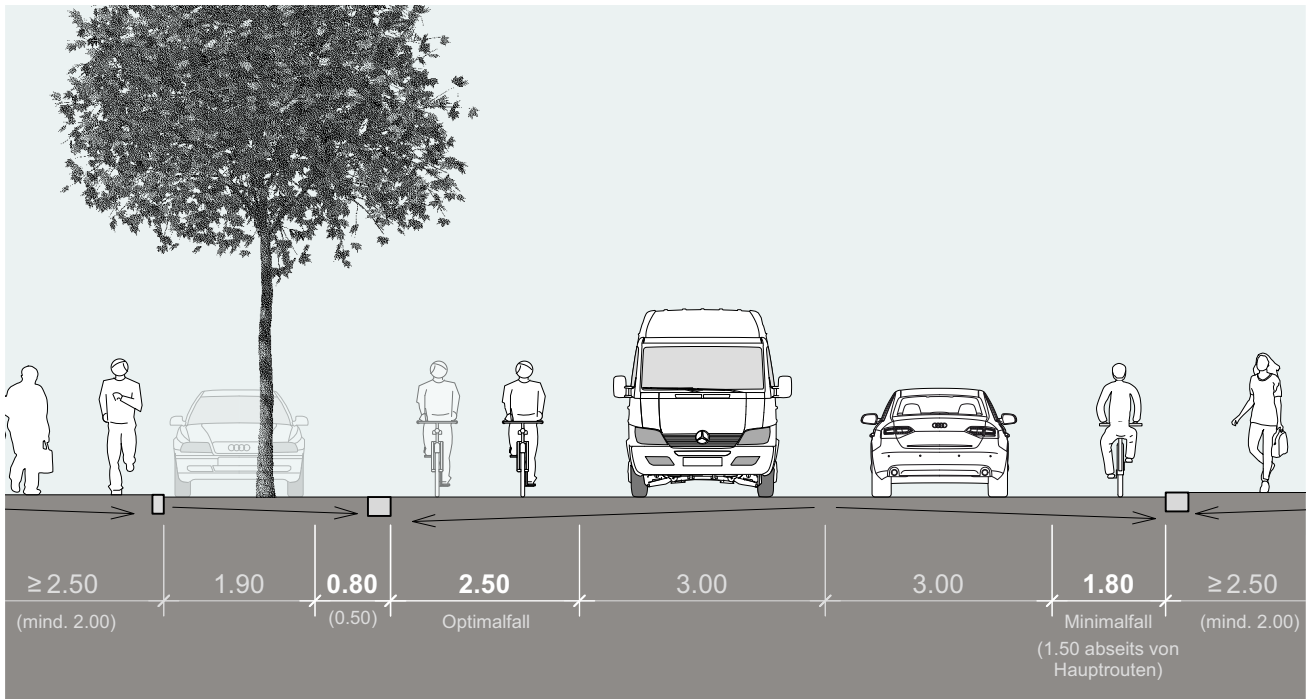 ≥ 2.50 1.90 0.80 2.50 3.00 3.00 1.80 ≥ 2.50
(mind. 2.00) (0.50) Optimalfall Minimalfall (mind. 2.00)
(1.50 abseits von
Hauptrouten)